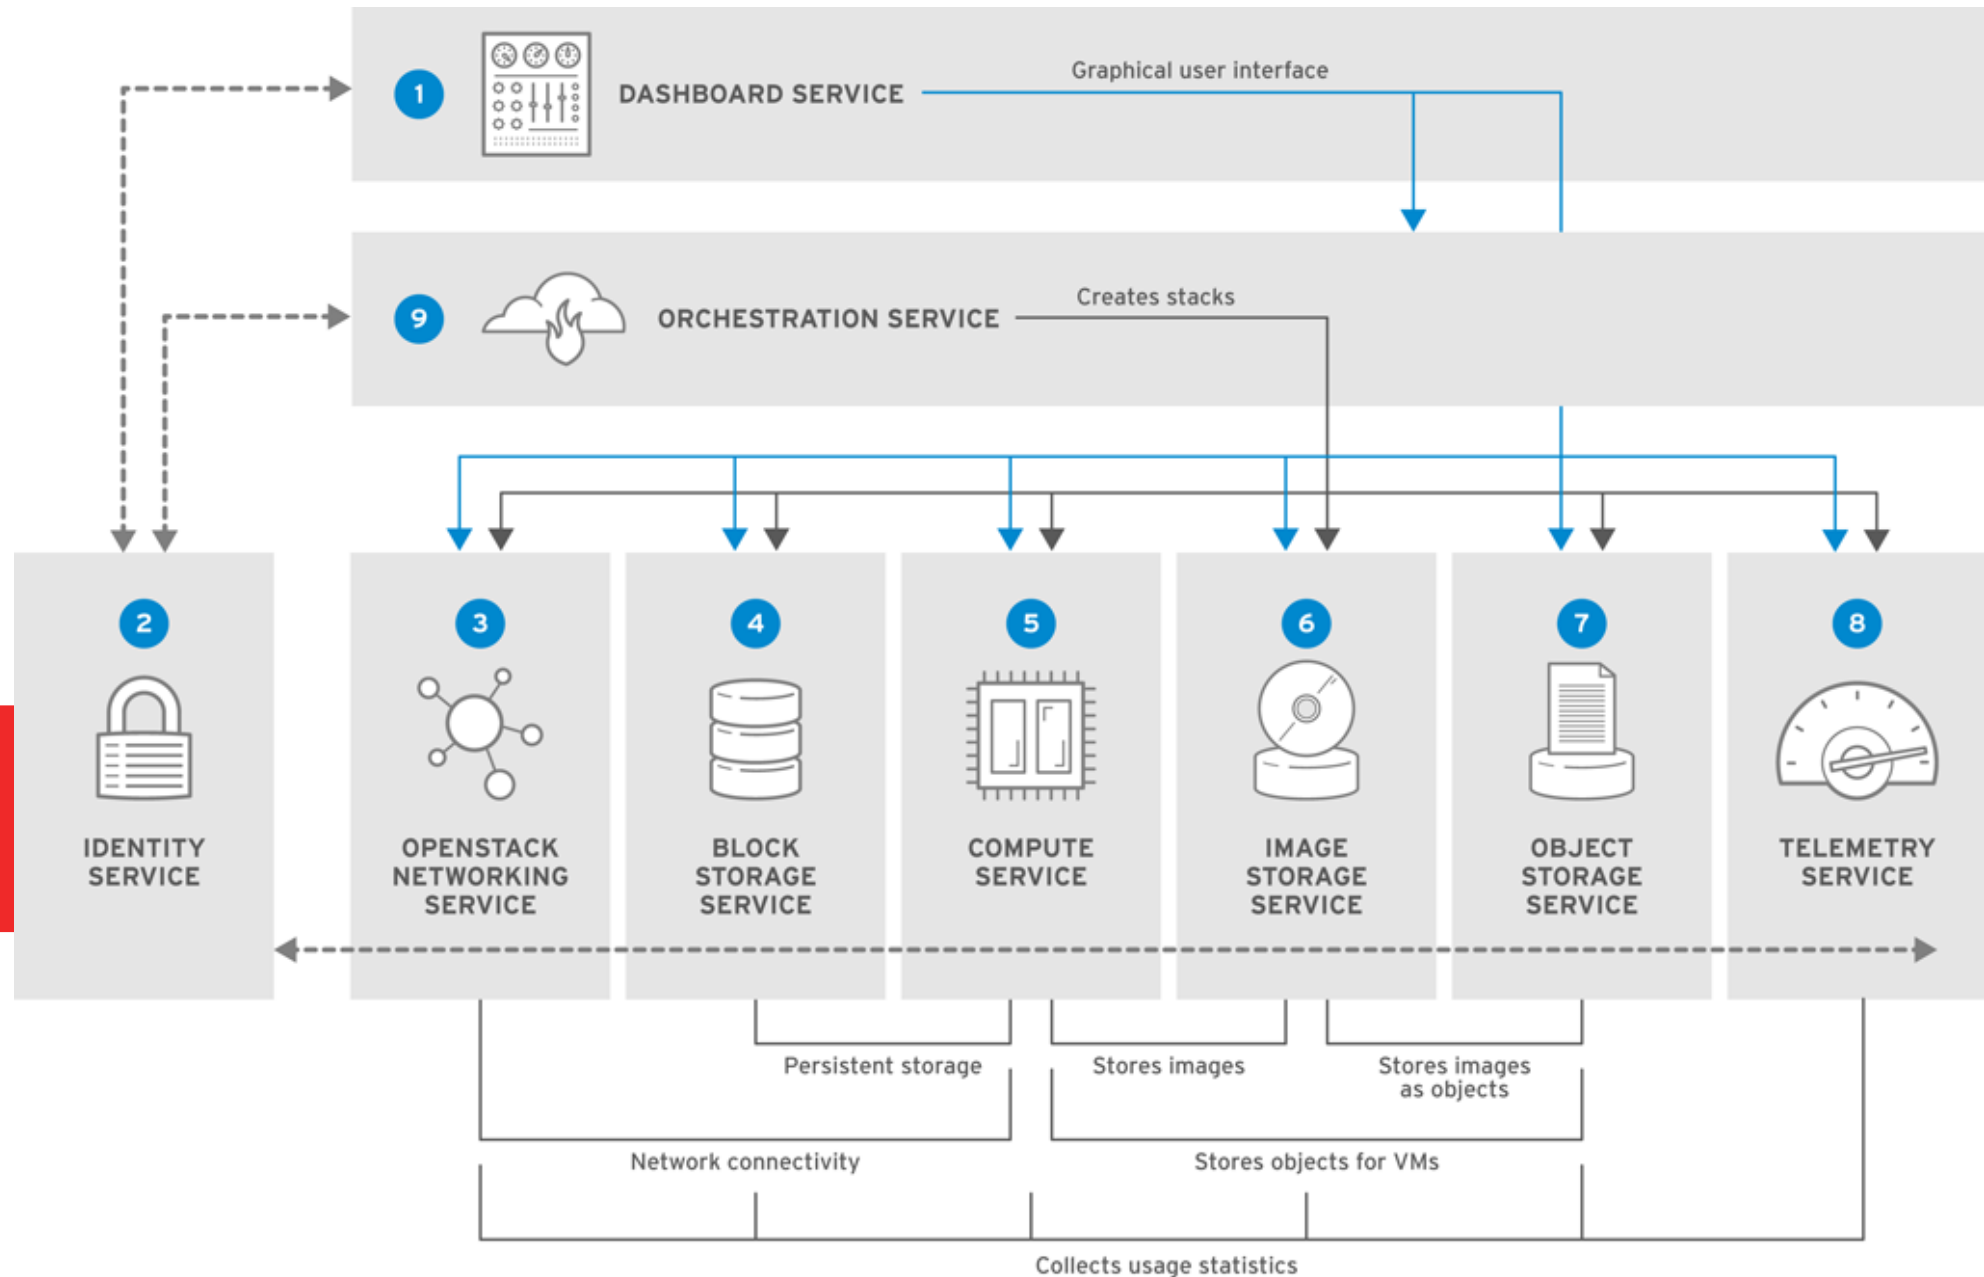 1
DASHBOARD SERVICE
Graphical user interface
9
ORCHESTRATION SERVICE
Creates stacks
2
IDENTITY
SERVICE
3
OPENSTACK
NETWORKING
SERVICE
4
BLOCK
STORAGE
SERVICE
5
COMPUTE
SERVICE
6
IMAGE
STORAGE
SERVICE
7
OBJECT
STORAGE
SERVICE
8
TELEMETRY
SERVICE
Persistent storage
Stores images
Stores images
as objects
Network connectivity
Stores objects for VMs
Collects usage statistics